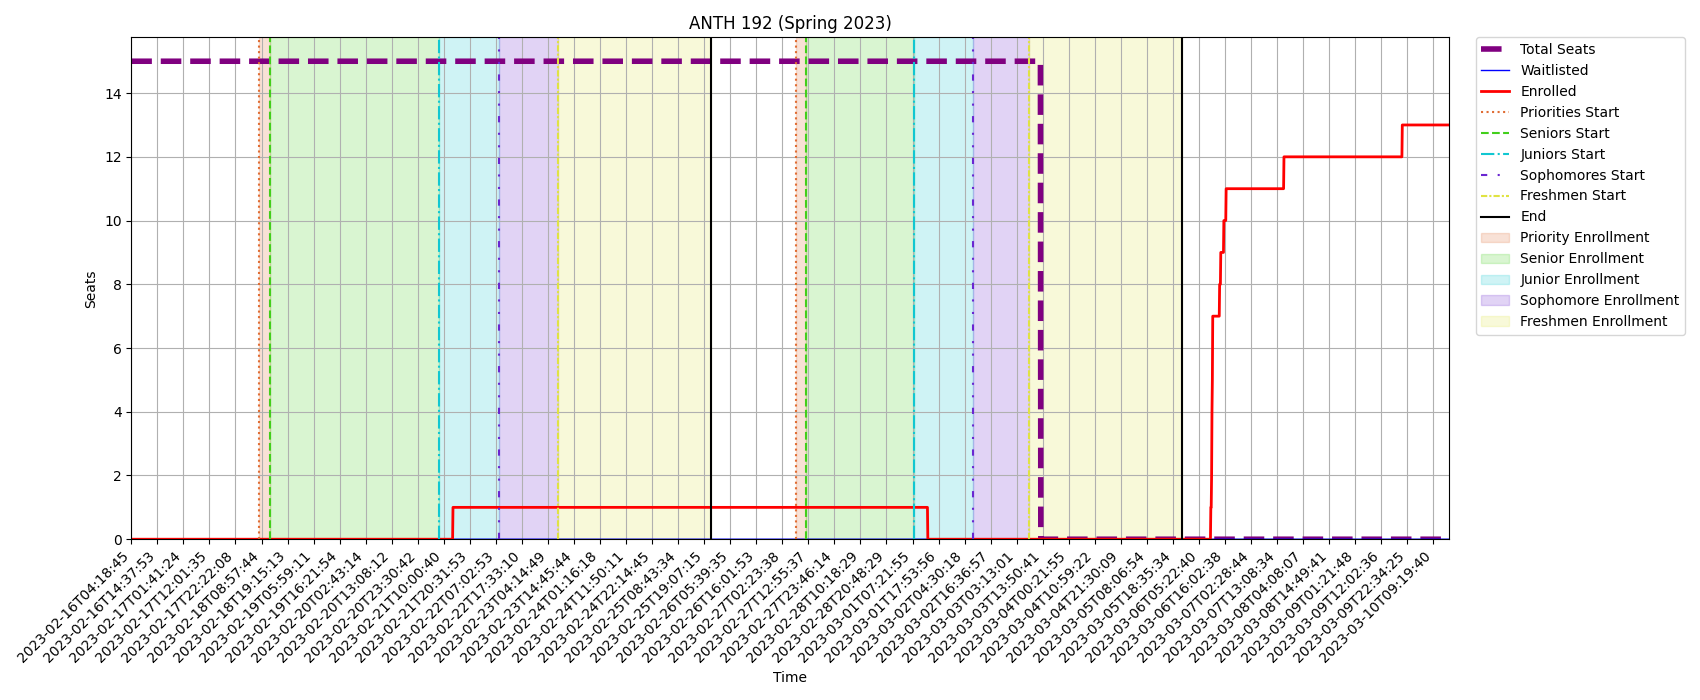 ANTH 192 (Spring 2023)
Seats
14
12
10
8
6
4
2
0
2023-02-16T04:18:45
2023-02-16T14:37:53
2023-02-17T01:41:24
2023-02-17T12:01:35
2023-02-17T22:22:08
2023-02-18T08:57:44
2023-02-18T19:15:13
2023-02-19T05:59:11
2023-02-19T16:21:54
2023-02-20T02:43:14
2023-02-20T13:08:12
2023-02-20T23:30:42
2023-02-21T10:00:40
2023-02-21T20:31:53
2023-02-22T07:02:53
2023-02-22T17:33:10
2023-02-23T04:14:49
2023-02-23T14:45:44
2023-02-24T01:16:18
2023-02-24T11:50:11
2023-02-24T22:14:45
2023-02-25T08:43:34
2023-02-25T19:07:15
2023-02-26T05:39:35
2023-02-26T16:01:53
2023-02-27T02:23:38
2023-02-27T12:55:37
2023-02-27T23:46:14
2023-02-28T10:18:29
2023-02-28T20:48:29
2023-03-01T07:21:55
2023-03-01T17:53:56
2023-03-02T04:30:18
2023-03-02T16:36:57
2023-03-03T03:13:01
2023-03-03T13:50:41
2023-03-04T00:21:55
2023-03-04T10:59:22
2023-03-04T21:30:09
2023-03-05T08:06:54
2023-03-05T18:35:34
2023-03-06T05:22:40
2023-03-06T16:02:38
2023-03-07T02:28:44
2023-03-07T13:08:34
2023-03-08T04:08:07
2023-03-08T14:49:41
2023-03-09T01:21:48
2023-03-09T12:02:36
2023-03-09T22:34:25
2023-03-10T09:19:40
Time
Total Seats
Waitlisted
Enrolled
Priorities Start
Seniors Start
Juniors Start
Sophomores Start
Freshmen Start
End
Priority Enrollment
Senior Enrollment
Junior Enrollment
Sophomore Enrollment
Freshmen Enrollment